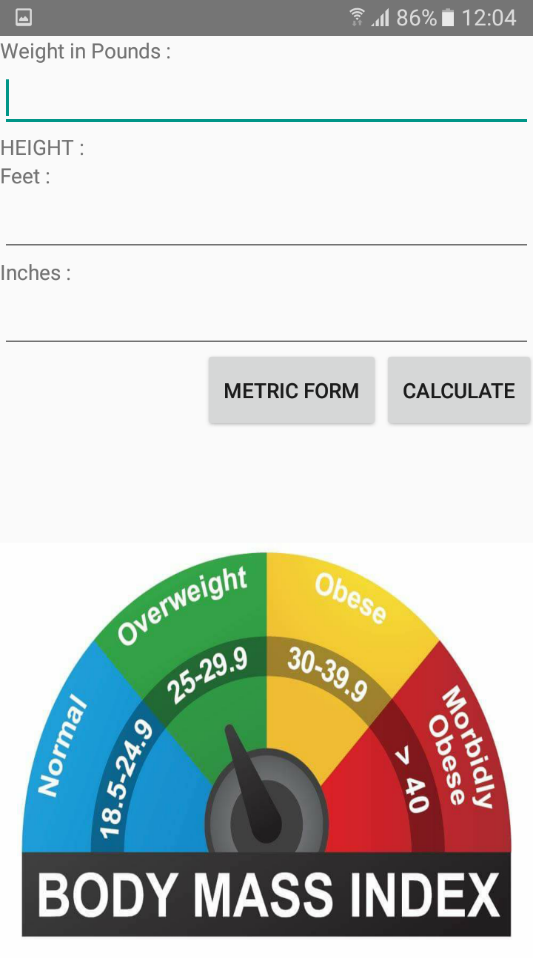 86% 12:04
Weight in Pounds :
HEIGHT :
Feet :
Inches :
METRIC FORM CALCULATE
Normal
Overweight
Obese
Morbidly
Obese
18.5-24.9
25-29.9
30-39.9
> 40
BODY MASS INDEX